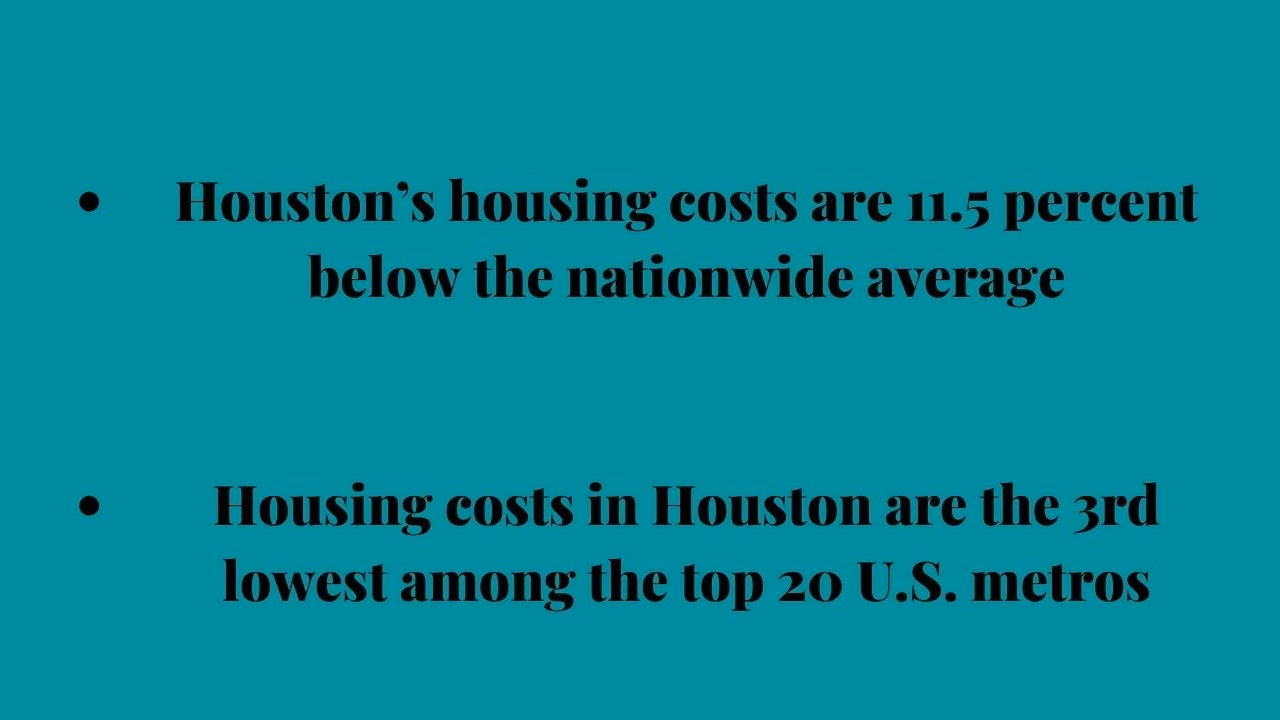 • Houston’s housing costs are 11.5 percent
below the nationwide average
• Housing costs in Houston are the 3rd
lowest among the top 20 U.S. metros